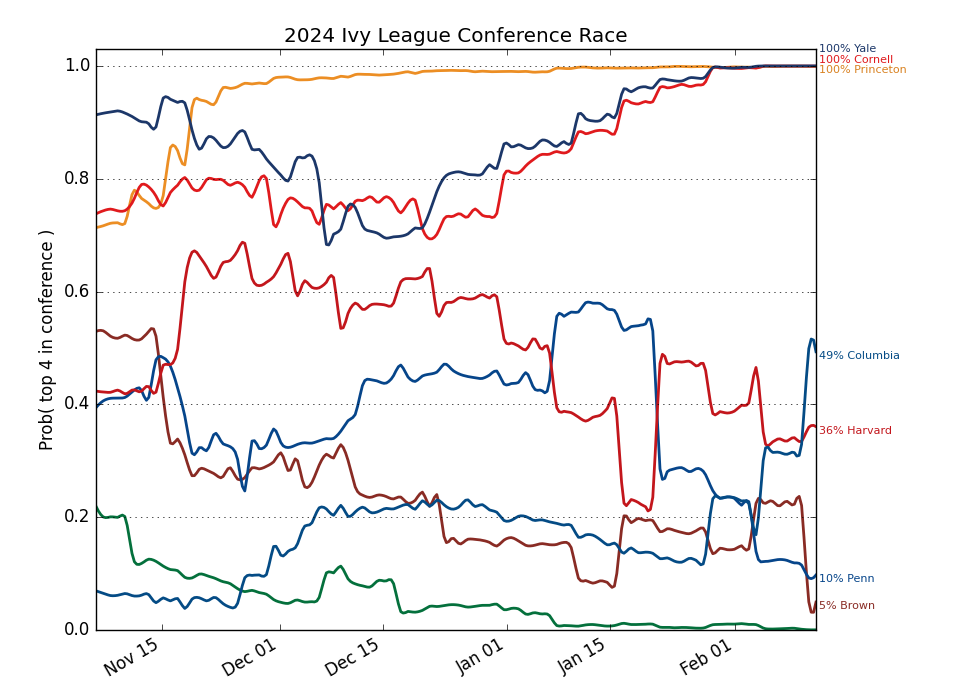 2024 Ivy League Conference Race
Prob( top 4 in conference )
1.0
0.8
0.6
0.4
0.2
0.0
Nov 15
Dec 01
Dec 15
Jan 01
Jan 15
Feb 01
100% Yale
100% Cornell
100% Princeton
49% Columbia
36% Harvard
10% Penn
5% Brown